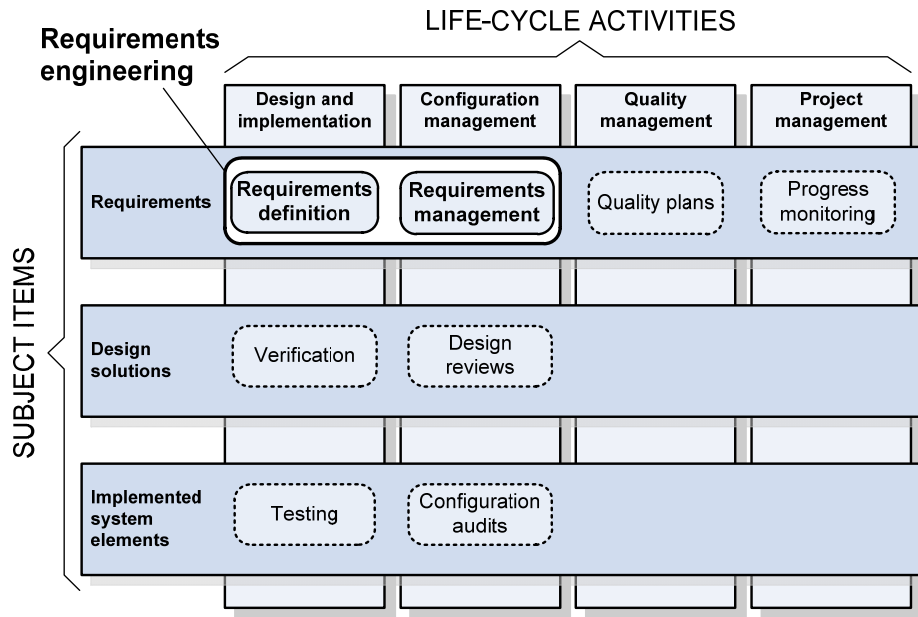 LIFE-CYCLE ACTIVITIES
Requirements
engineering
Design and
implementation
Configuration
management
Quality
management
Project
management
SUBJECT ITEMS
Requirements
Requirements
definition
Requirements
management
Quality plans
Progress
monitoring
Design
solutions
Verification
Design
reviews
Implemented
system
elements
Testing
Configuration
audits